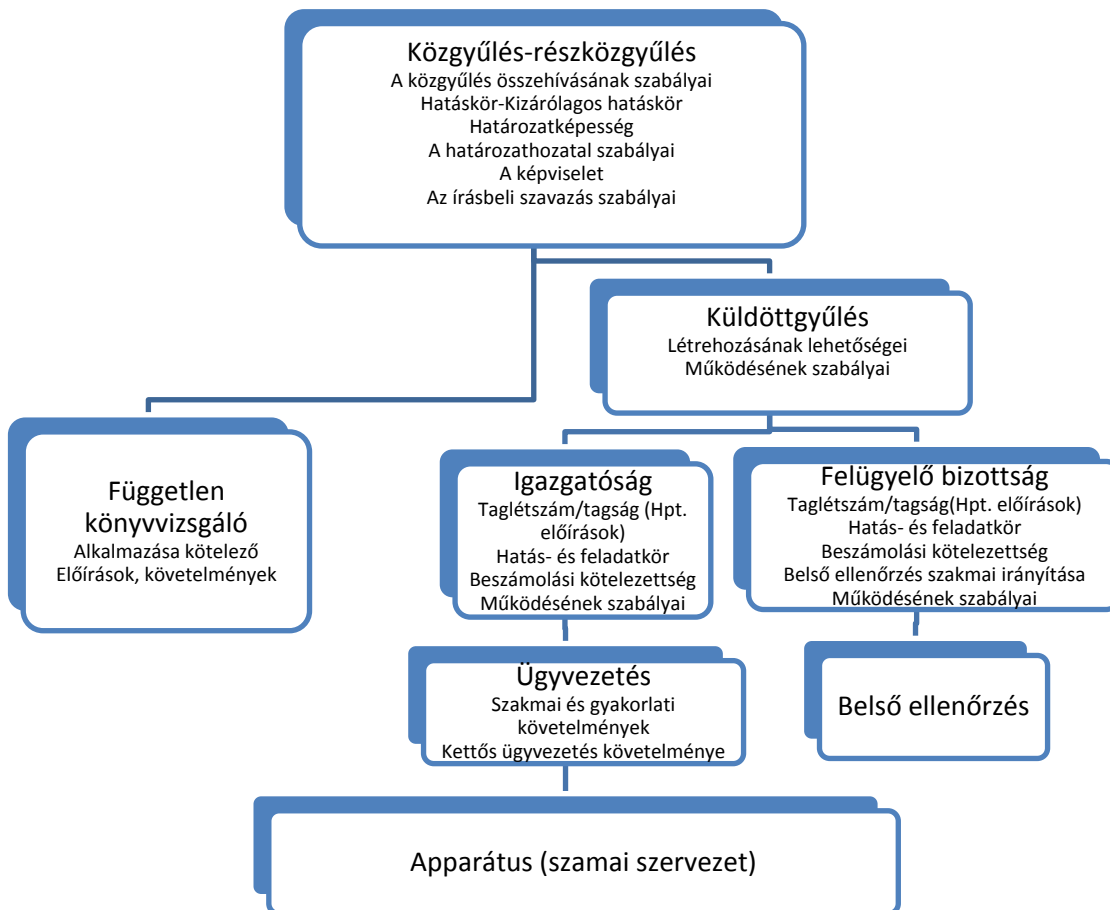 Közgyűlés-részközgyűlés
A közgyűlés összehívásának szabályai
Hatáskör-Kizárólagos hatáskör
Határozatképesség
A határozathozatal szabályai
A képviselet
Az írásbeli szavazás szabályai
Küldöttgyűlés
Létrehozásának lehetőségei
Működésének szabályai
Független
könyvvizsgáló
Alkalmazása kötelező
Előírások, követelmények
Igazgatóság
Taglétszám/tagság (Hpt.
előírások)
Hatás- és feladatkör
Beszámolási kötelezettség
Működésének szabályai
Felügyelő bizottság
Taglétszám/tagság(Hpt. előírások)
Hatás- és feladatkör
Beszámolási kötelezettség
Belső ellenőrzés szakmai irányítása
Működésének szabályai
Ügyvezetés
Szakmai és gyakorlati
követelmények
Kettős ügyvezetés követelménye
Belső ellenőrzés
Apparátus (szamai szervezet)